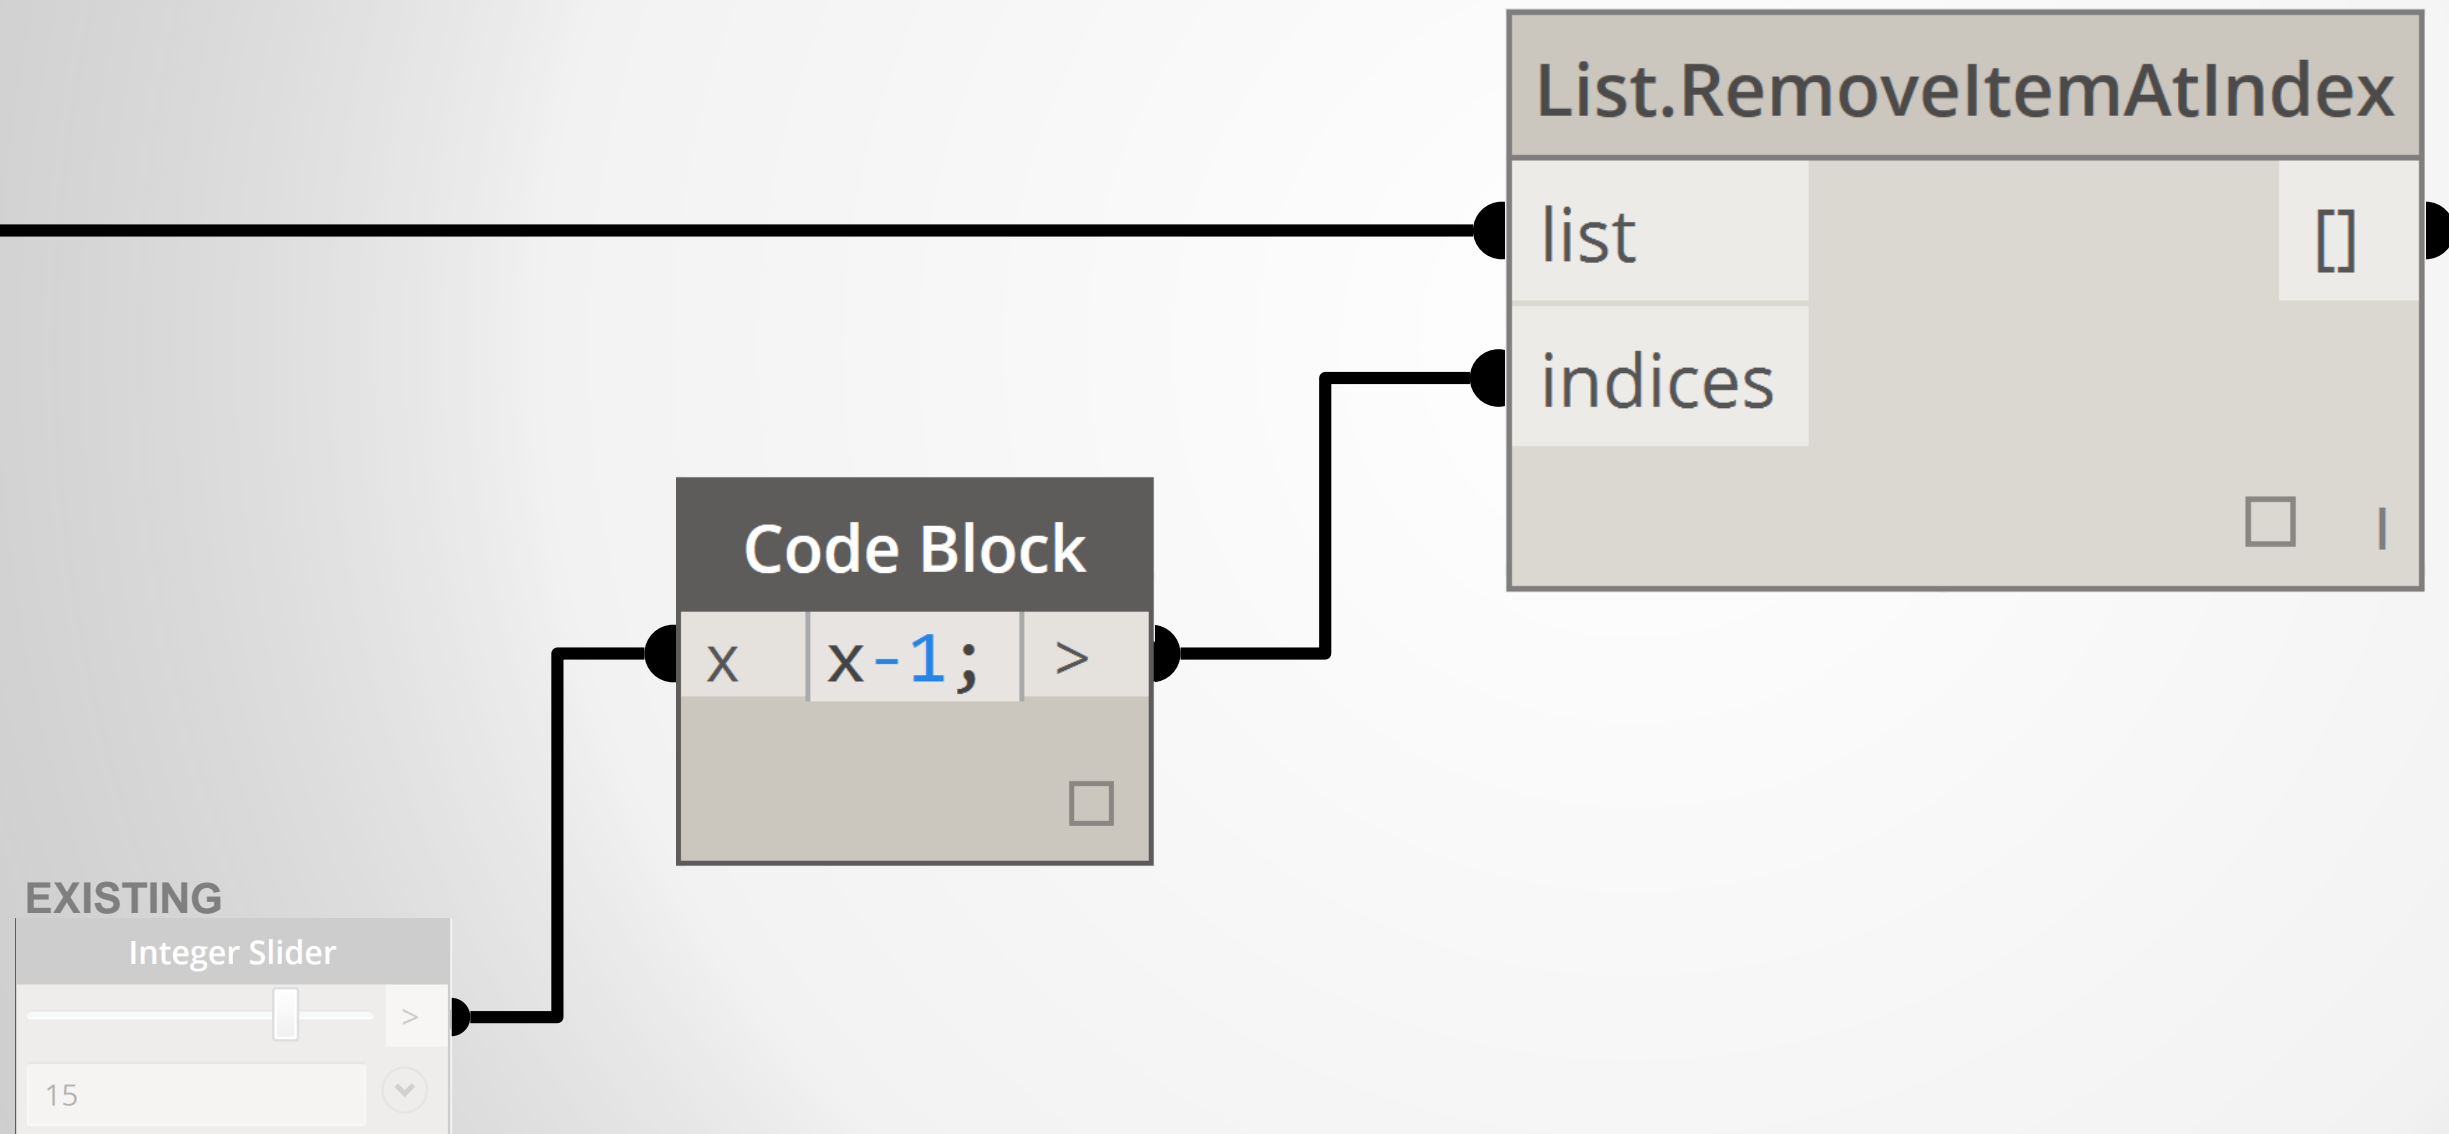 List.RemoveItemAtIndex
list
[]
indices
l
Code Block
x
x-1;
>
EXISTING
Integer Slider
>
15